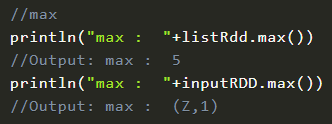 //max
println("max :  "+listRdd.max())
//Output: max :  5
println("max :  "+inputRDD.max())
//Output: max :  (Z,1)